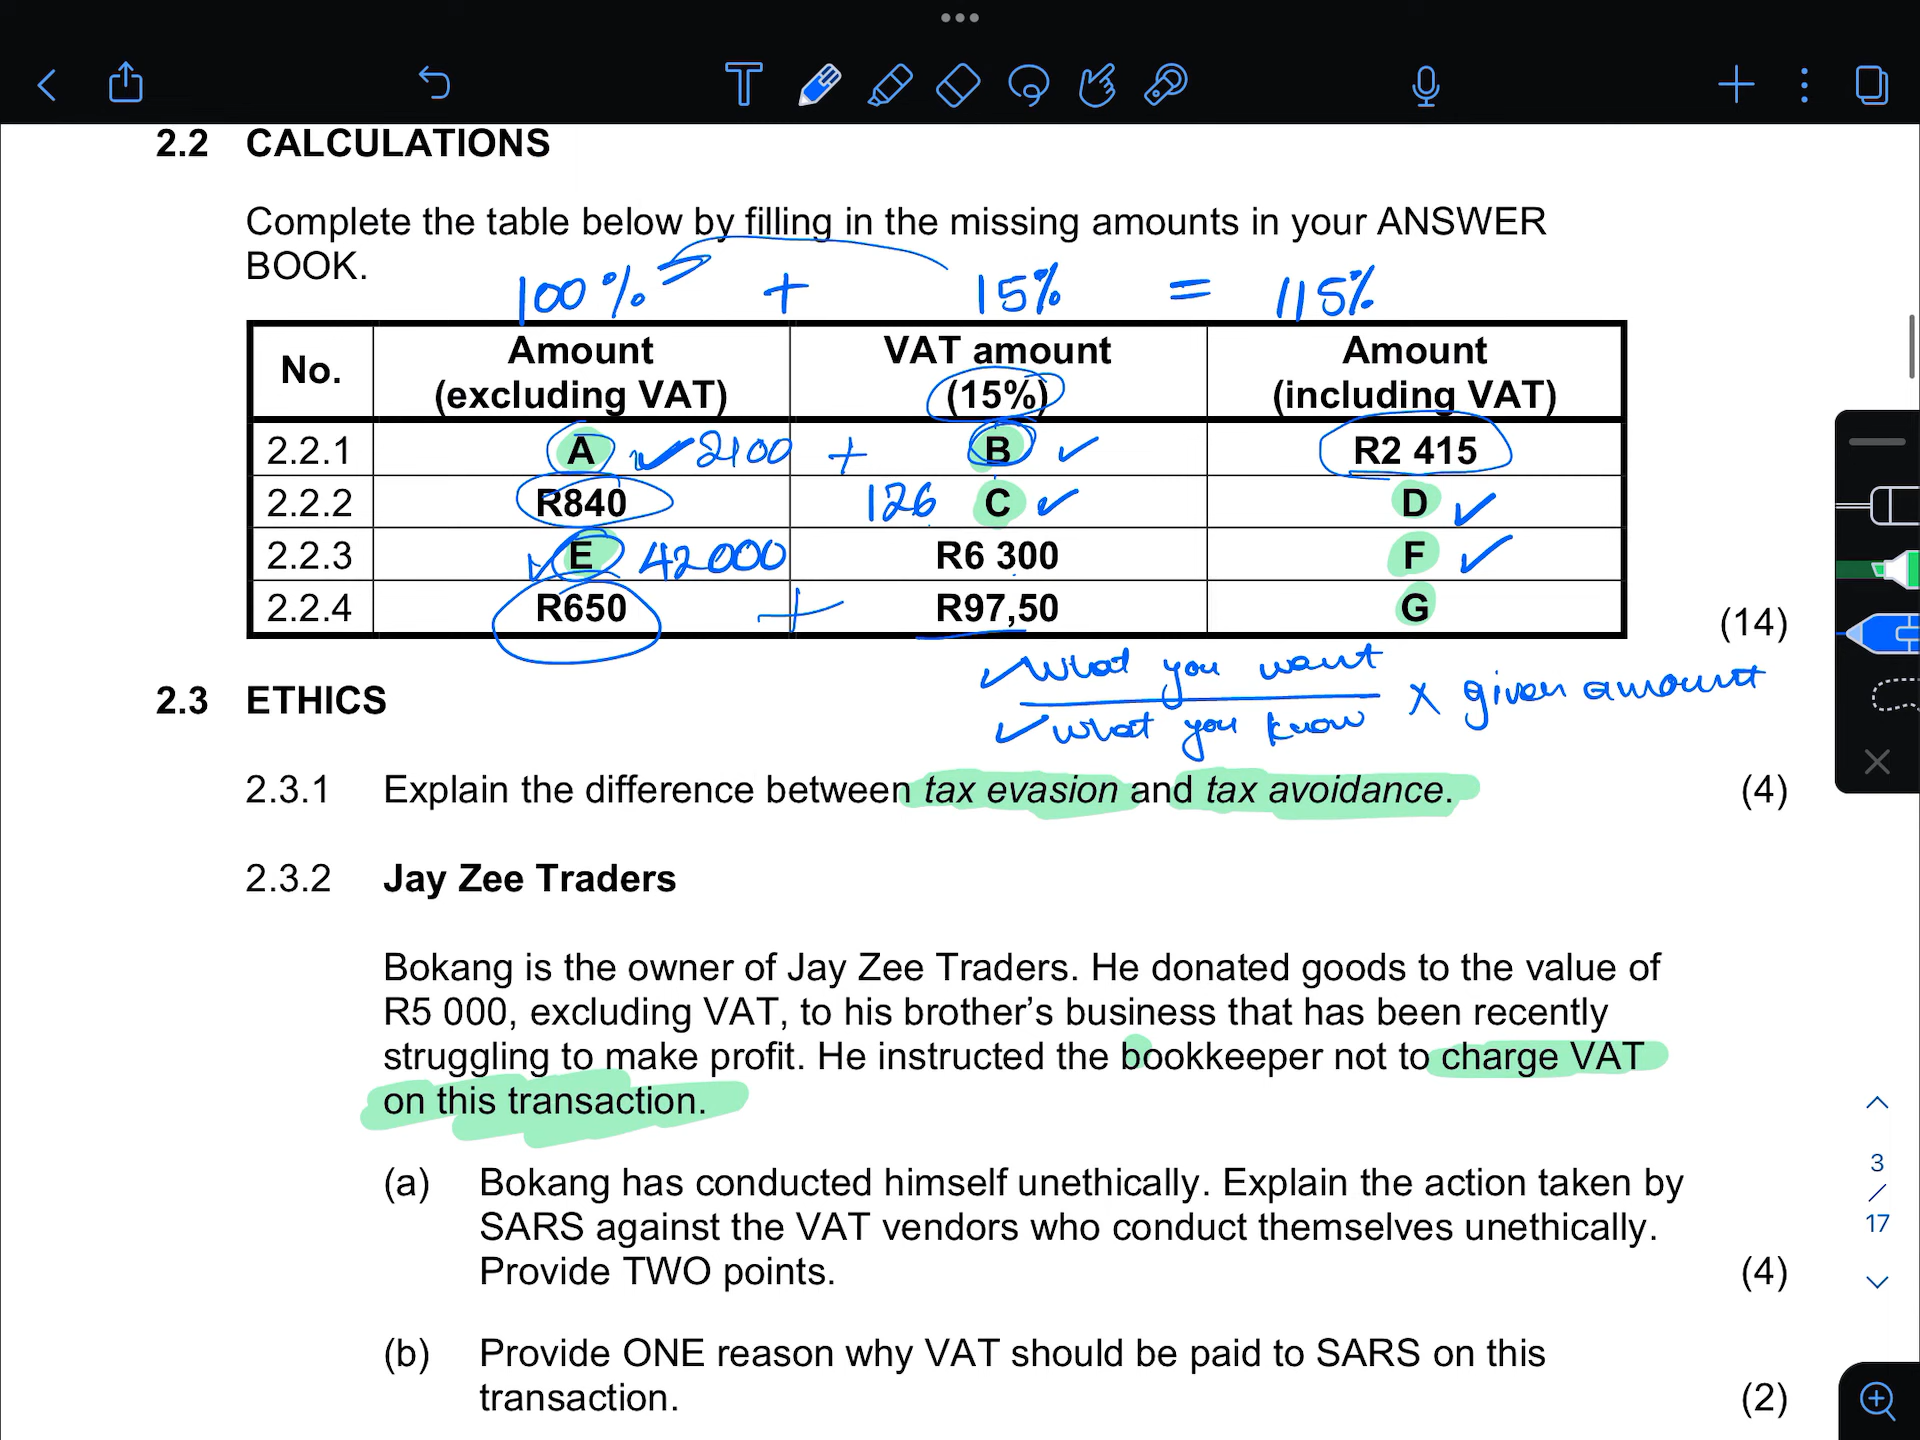 2.2 CALCULATIONS
Complete the table below by filling in the missing amounts in your ANSWER
BOOK.
100% + 15% = 115%
No. Amount (excluding VAT) VAT amount (15%) Amount (including VAT)
2.2.1 A 2100 + B R2 415
2.2.2 R840 126 C D
2.2.3 E 42000 R6 300 F
2.2.4 R650 + R97,50 G
(14)
what you want
what you know × given amount
2.3 ETHICS
2.3.1 Explain the difference between tax evasion and tax avoidance. (4)
2.3.2 Jay Zee Traders
Bokang is the owner of Jay Zee Traders. He donated goods to the value of
R5 000, excluding VAT, to his brother’s business that has been recently
struggling to make profit. He instructed the bookkeeper not to charge VAT
on this transaction.
(a) Bokang has conducted himself unethically. Explain the action taken by
SARS against the VAT vendors who conduct themselves unethically.
Provide TWO points. (4)
(b) Provide ONE reason why VAT should be paid to SARS on this
transaction. (2)
3
/
17